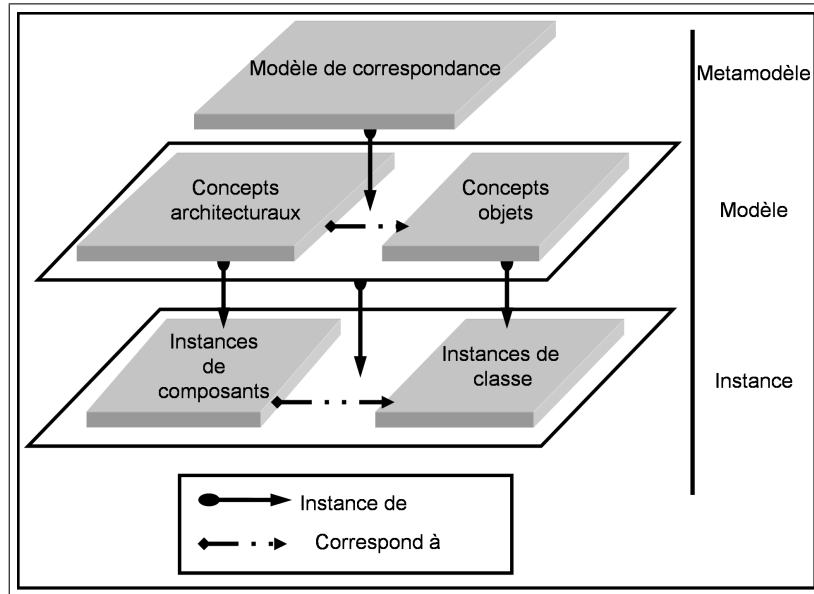 Modèle de correspondance
Metamodèle
Concepts
architecturaux
Concepts
objets
Modèle
Instances
de
composants
Instances de
classe
Instance
Instance de
Correspond à